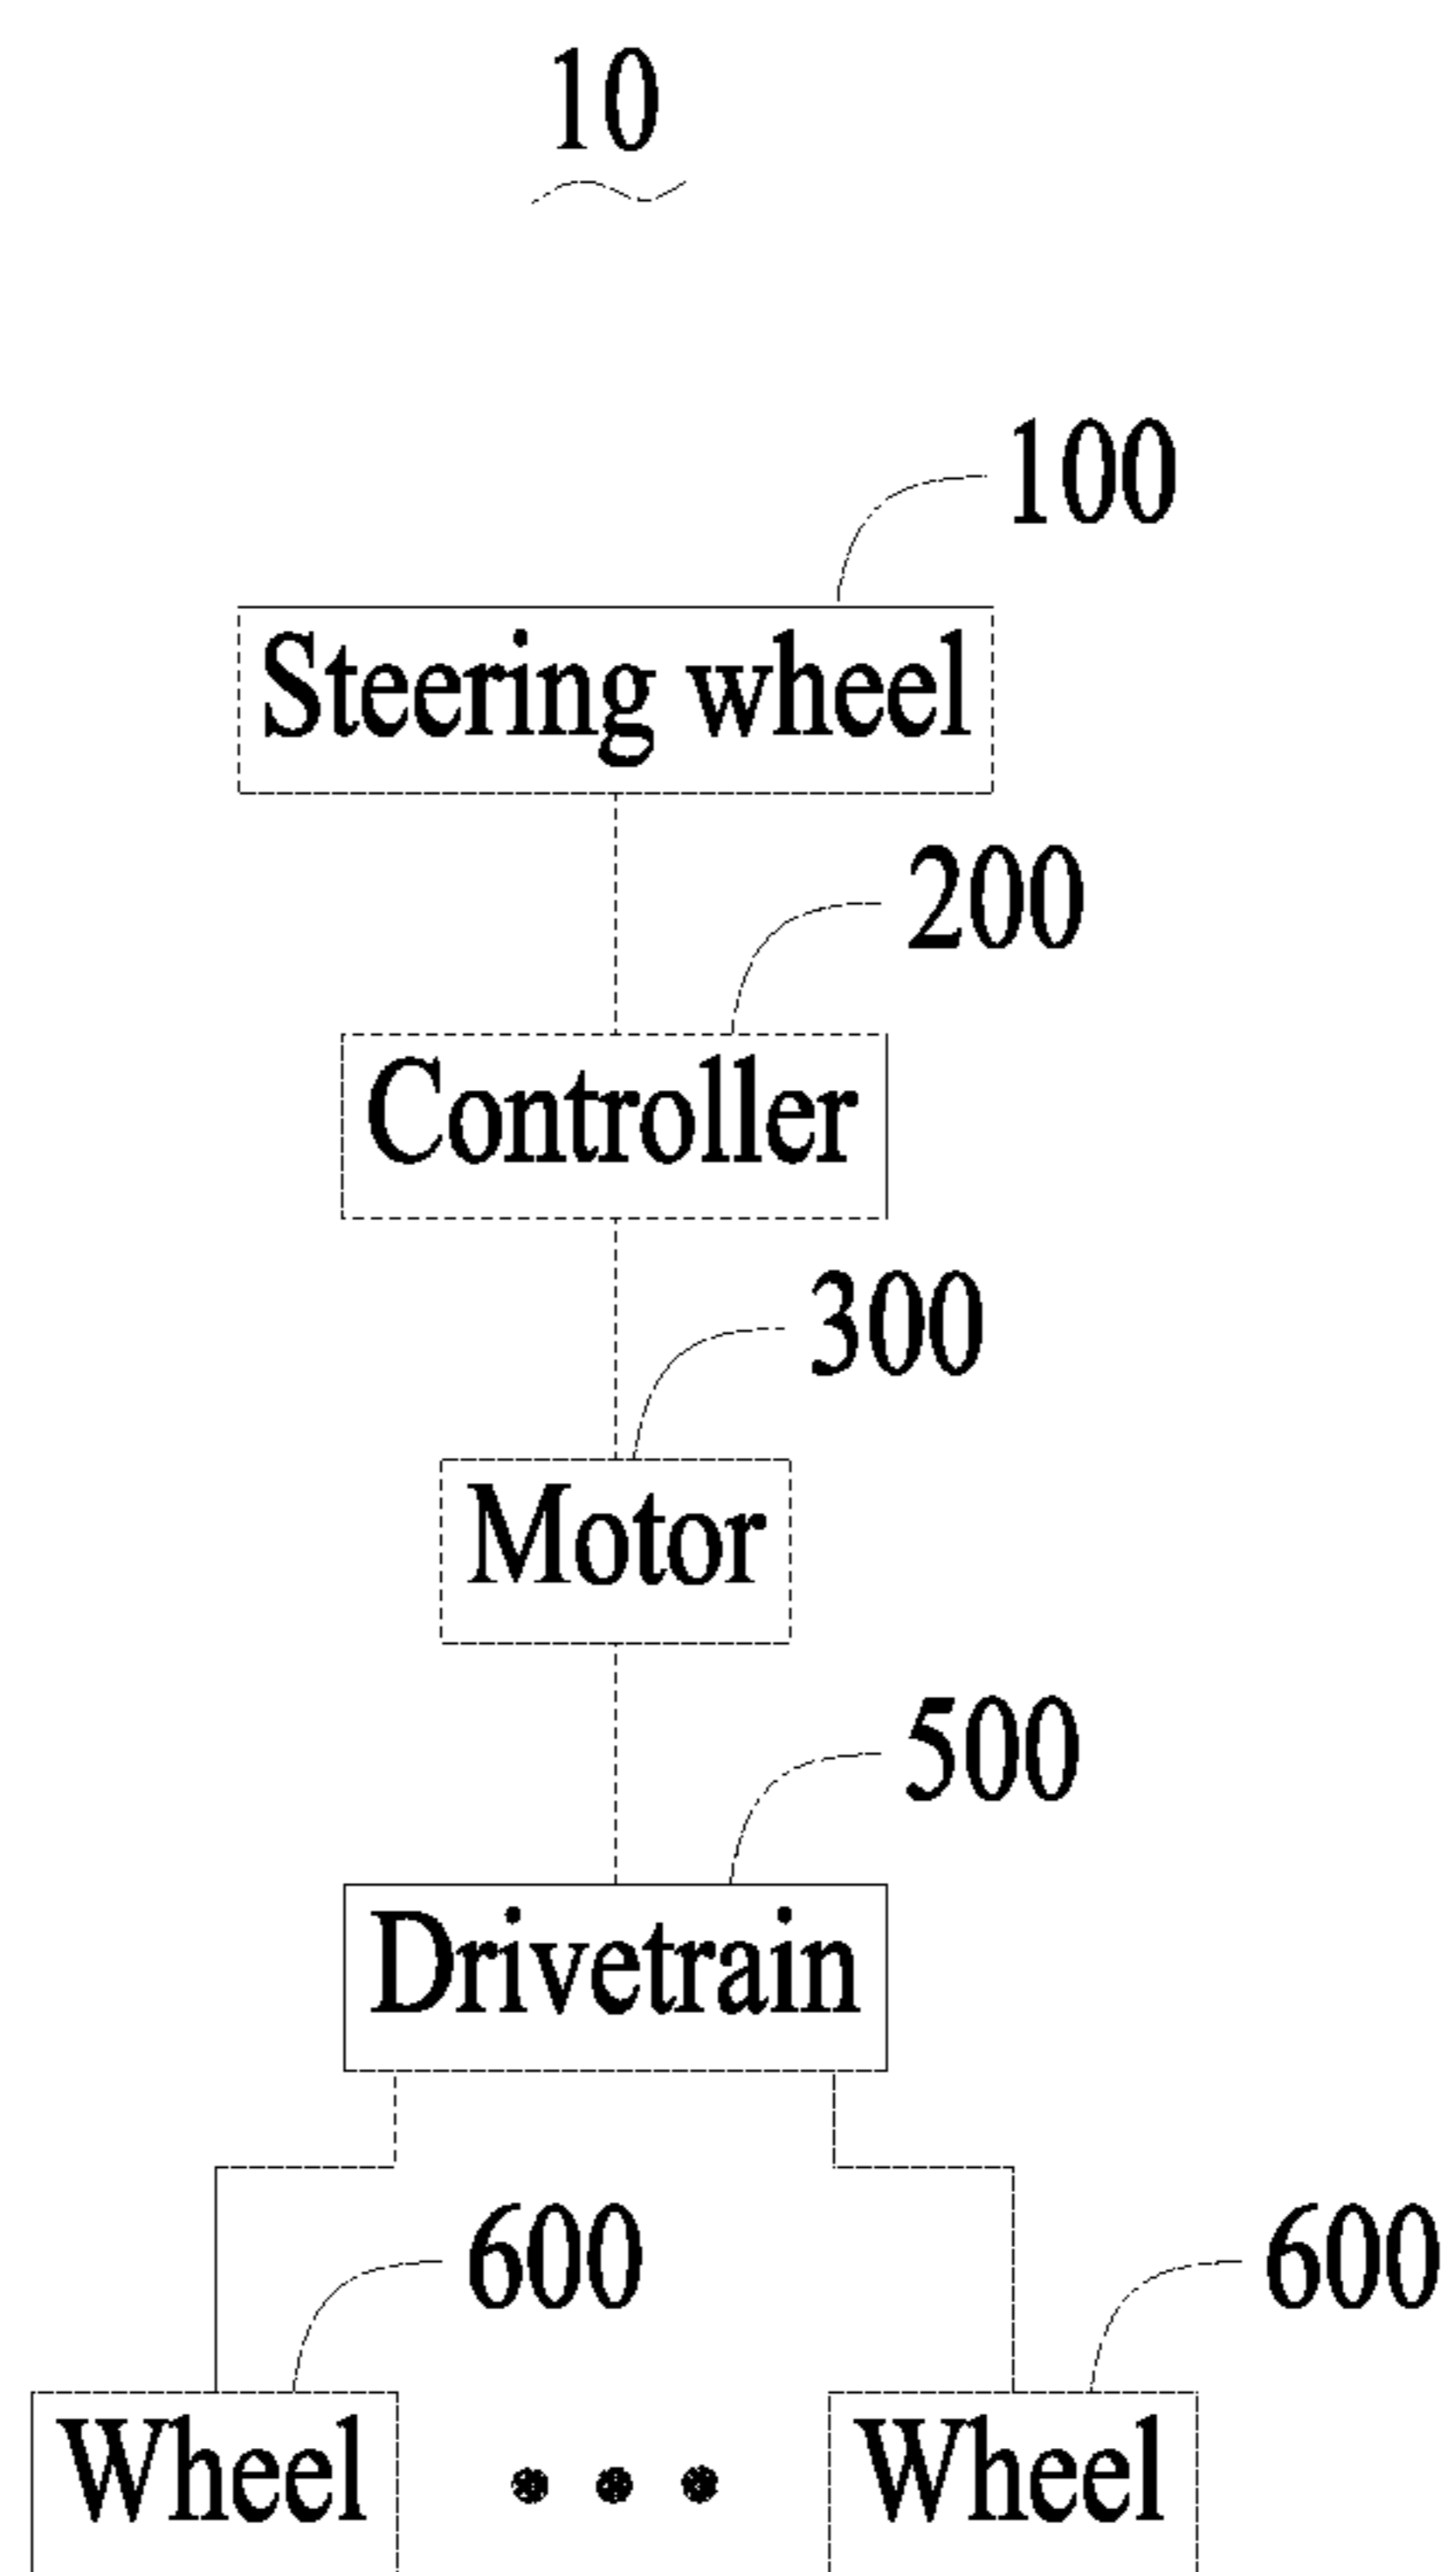 10
100
Steering wheel
200
Controller
300
Motor
500
Drivetrain
600 600
Wheel ••• Wheel